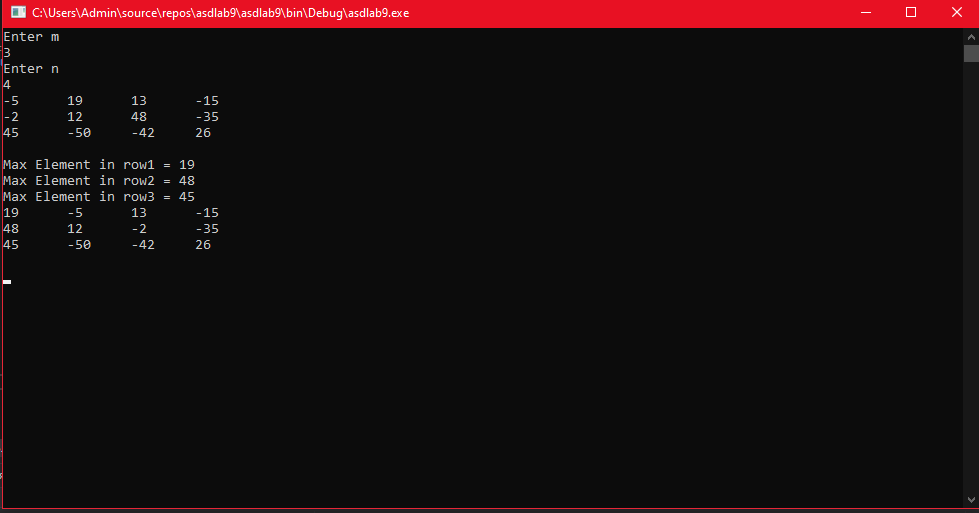 C:\Users\Admin\source\repos\asdlab9\asdlab9\bin\Debug\asdlab9.exe
Enter m
3
Enter n
4
-5 19 13 -15
-2 12 48 -35
45 -50 -42 26
Max Element in row1 = 19
Max Element in row2 = 48
Max Element in row3 = 45
19 -5 13 -15
48 12 -2 -35
45 -50 -42 26